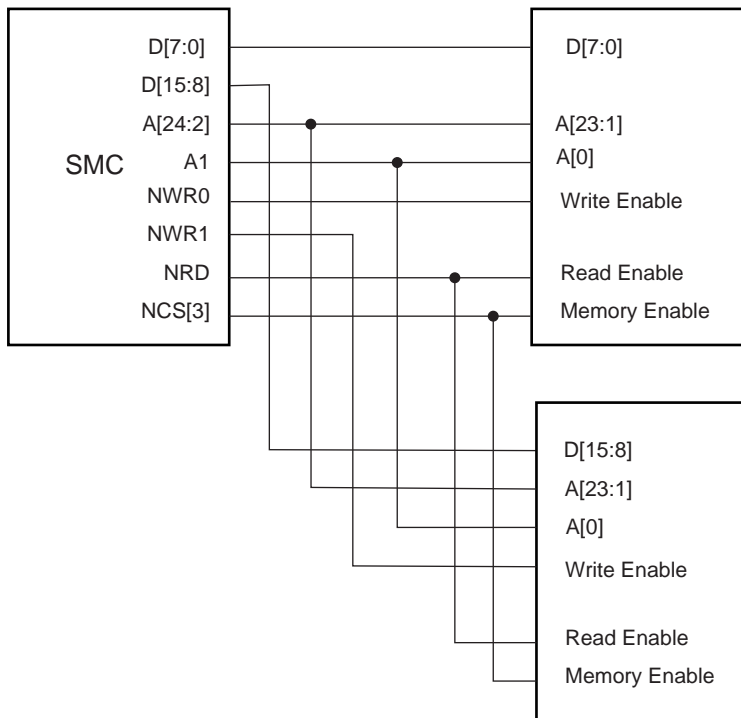 SMC
D[7:0]
D[15:8]
A[24:2]
A1
NWR0
NWR1
NRD
NCS[3]
D[7:0]
A[23:1]
A[0]
Write Enable
Read Enable
Memory Enable
D[15:8]
A[23:1]
A[0]
Write Enable
Read Enable
Memory Enable